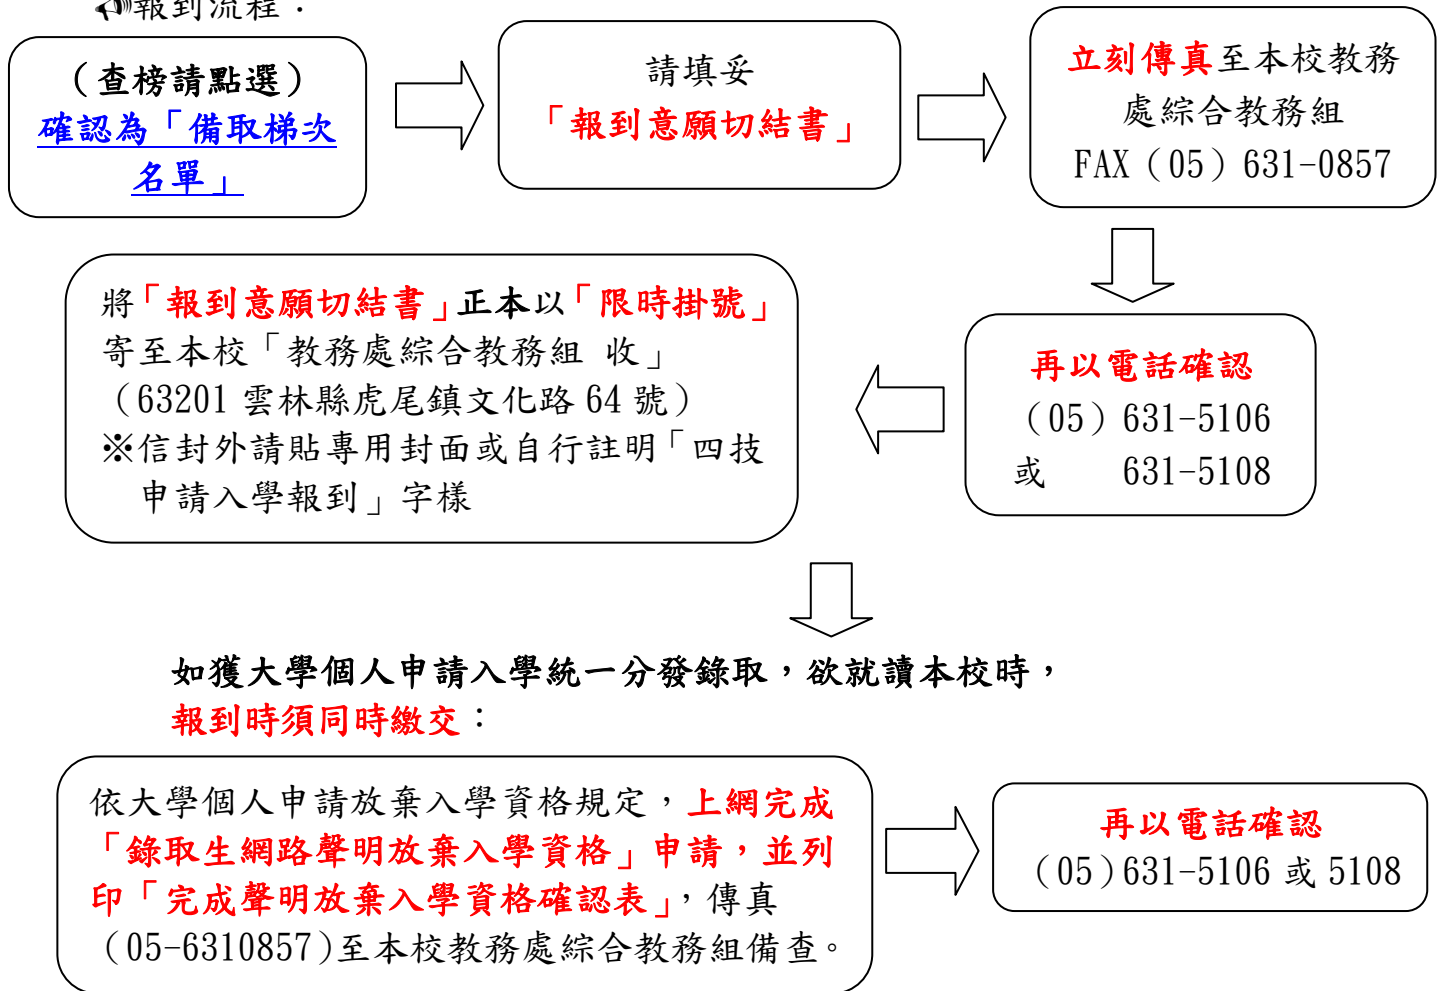 報到流程：
（查榜請點選）
確認為「備取梯次
名單」
請填妥
「報到意願切結書」
立刻傳真至本校教務
處綜合教務組
FAX（05）631-0857
再以電話確認
（05）631-5106
或　　631-5108
將「報到意願切結書」正本以「限時掛號」
寄至本校「教務處綜合教務組 收」
（63201 雲林縣虎尾鎮文化路 64 號）
※信封外請貼專用封面或自行註明「四技
申請入學報到」字樣
如獲大學個人申請入學統一分發錄取，欲就讀本校時，
報到時須同時繳交：
依大學個人申請放棄入學資格規定，上網完成
「錄取生網路聲明放棄入學資格」申請，並列
印「完成聲明放棄入學資格確認表」，傳真
（05-6310857)至本校教務處綜合教務組備查。
再以電話確認
（05)631-5106 或 5108